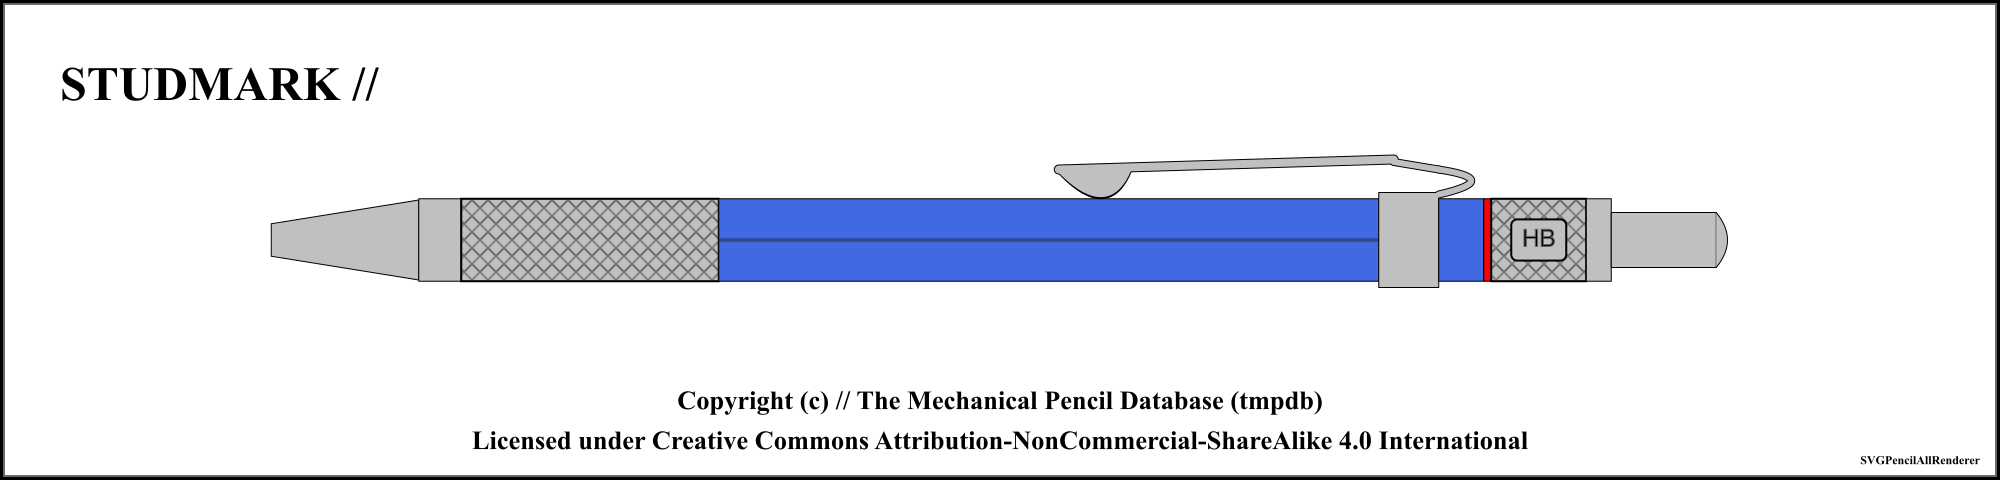 STUDMARK //
HB
Copyright (c) // The Mechanical Pencil Database (tmpdb)
Licensed under Creative Commons Attribution-NonCommercial-ShareAlike 4.0 International
SVGPencilAllRenderer